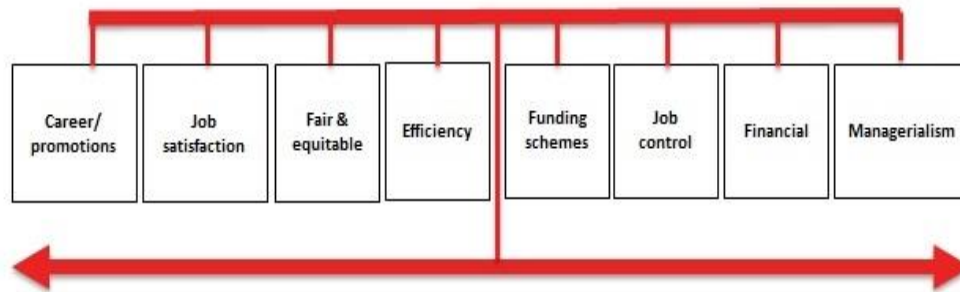 Career/
promotions
Job
satisfaction
Fair &
equitable
Efficiency
Funding
schemes
Job
control
Financial
Managerialism